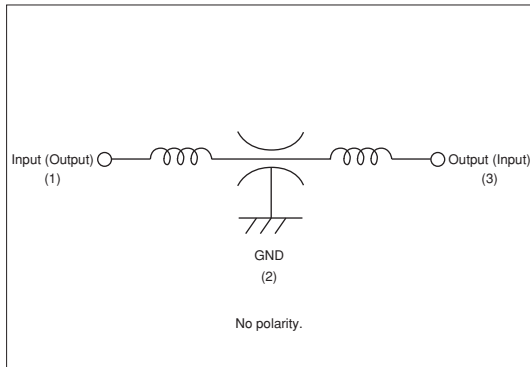 Input (Output)
(1)
Output (Input)
(3)
GND
(2)
No polarity.